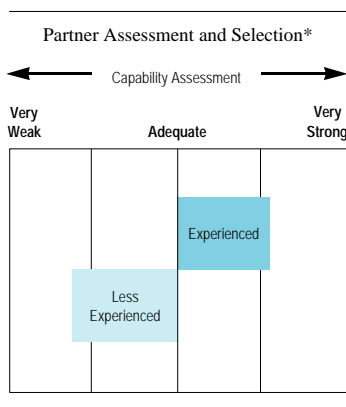 Partner Assessment and Selection*
Capability Assessment
Very
Weak
Adequate
Very
Strong
Experienced
Less
Experienced